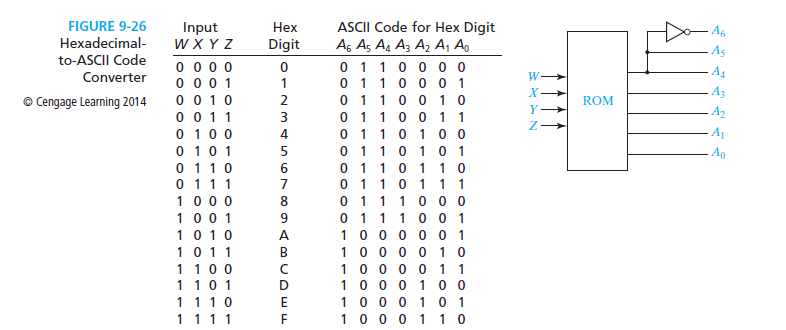 FIGURE 9-26
Hexadecimal-
to-ASCII Code
Converter
© Cengage Learning 2014
Input Hex ASCII Code for Hex Digit
W X Y Z Digit A6 A5 A4 A3 A2 A1 A0
0 0 0 0 0 0 1 1 0 0 0 0
0 0 0 1 1 0 1 1 0 0 0 1
0 0 1 0 2 0 1 1 0 0 1 0
0 0 1 1 3 0 1 1 0 0 1 1
0 1 0 0 4 0 1 1 0 1 0 0
0 1 0 1 5 0 1 1 0 1 0 1
0 1 1 0 6 0 1 1 0 1 1 0
0 1 1 1 7 0 1 1 0 1 1 1
1 0 0 0 8 0 1 1 1 0 0 0
1 0 0 1 9 0 1 1 1 0 0 1
1 0 1 0 A 1 0 0 0 0 0 1
1 0 1 1 B 1 0 0 0 0 1 0
1 1 0 0 C 1 0 0 0 0 1 1
1 1 0 1 D 1 0 0 0 1 0 0
1 1 1 0 E 1 0 0 0 1 0 1
1 1 1 1 F 1 0 0 0 1 1 0
W
X
Y
Z
ROM
A6
A5
A4
A3
A2
A1
A0